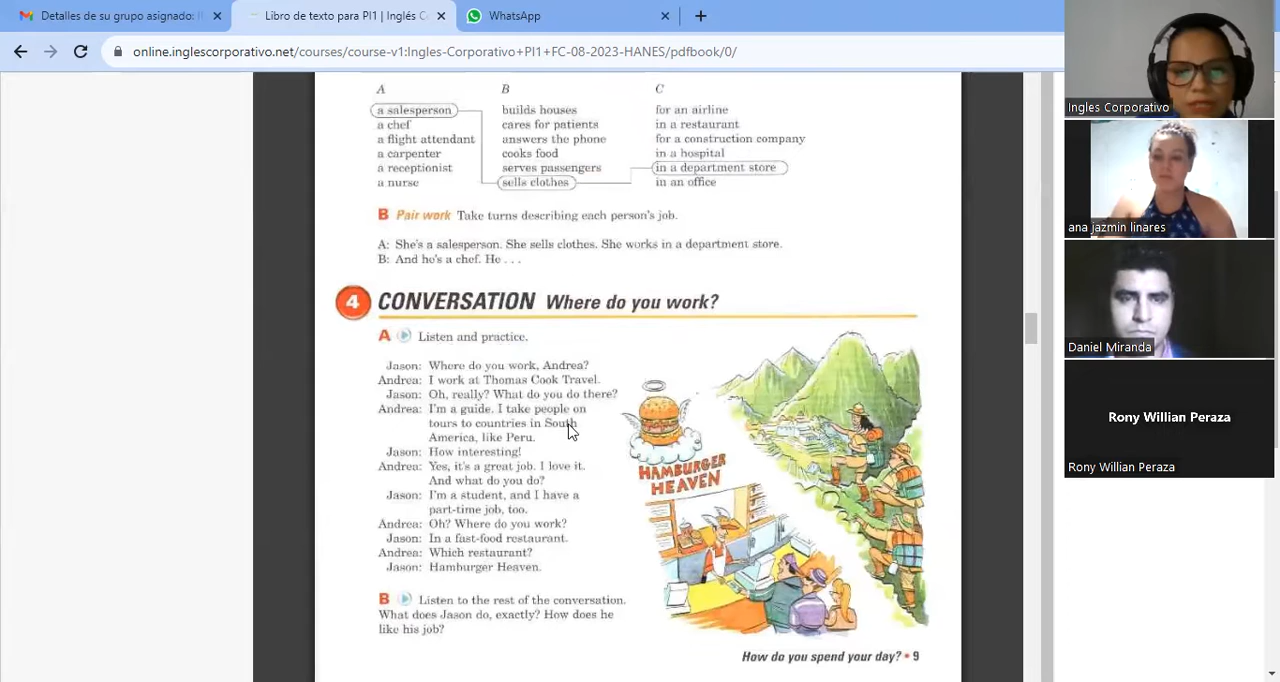 Detalles de su grupo asignado: fl
Libro de texto para PI1 | Inglés C
WhatsApp
online.inglescorporativo.net/courses/course-v1:Ingles-Corporativo+PI1+FC-08-2023-HANES/pdfbook/0/
A B C
a salesperson builds houses for an airline
a chef cares for patients in a restaurant
a flight attendant answers the phone for a construction company
a carpenter cooks food in a hospital
a receptionist serves passengers in a department store
a nurse sells clothes in an office
B Pair work Take turns describing each person's job.
A: She's a salesperson. She sells clothes. She works in a department store.
B: And he's a chef. He . . .
4 CONVERSATION Where do you work?
A Listen and practice.
Jason: Where do you work, Andrea?
Andrea: I work at Thomas Cook Travel.
Jason: Oh, really? What do you do there?
Andrea: I'm a guide. I take people on
tours to countries in South
America, like Peru.
Jason: How interesting!
Andrea: Yes, it's a great job. I love it.
And what do you do?
Jason: I'm a student, and I have a
part-time job, too.
Andrea: Oh? Where do you work?
Jason: In a fast-food restaurant.
Andrea: Which restaurant?
Jason: Hamburger Heaven.
HAMBURGER
HEAVEN
B Listen to the rest of the conversation.
What does Jason do, exactly? How does he
like his job?
How do you spend your day? • 9
Ingles Corporativo
ana jazmin linares
Daniel Miranda
Rony Willian Peraza
Rony Willian Peraza